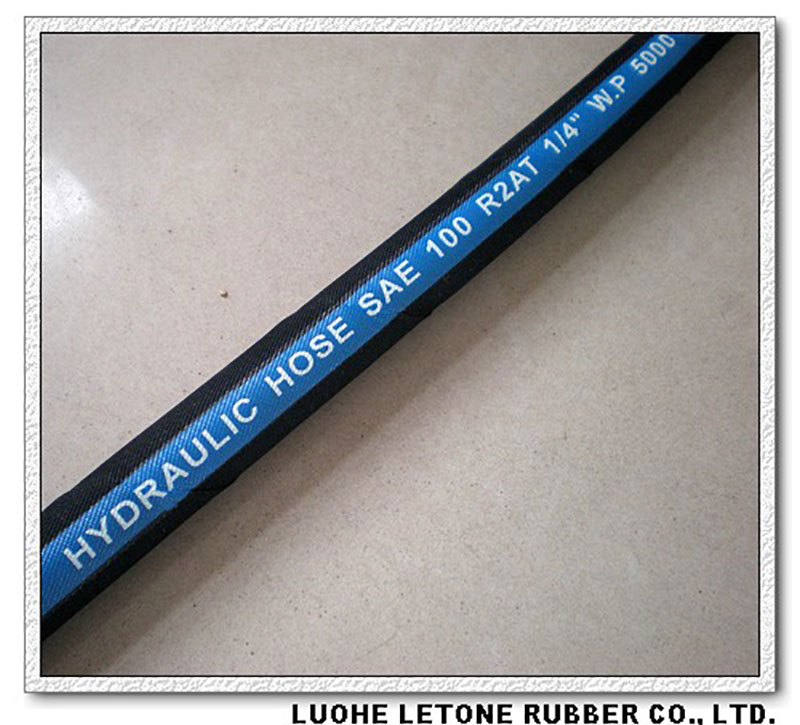 HYDRAULIC HOSE SAE 100 R2AT 1/4" W.P 5000
LUOHE LETONE RUBBER CO., LTD.